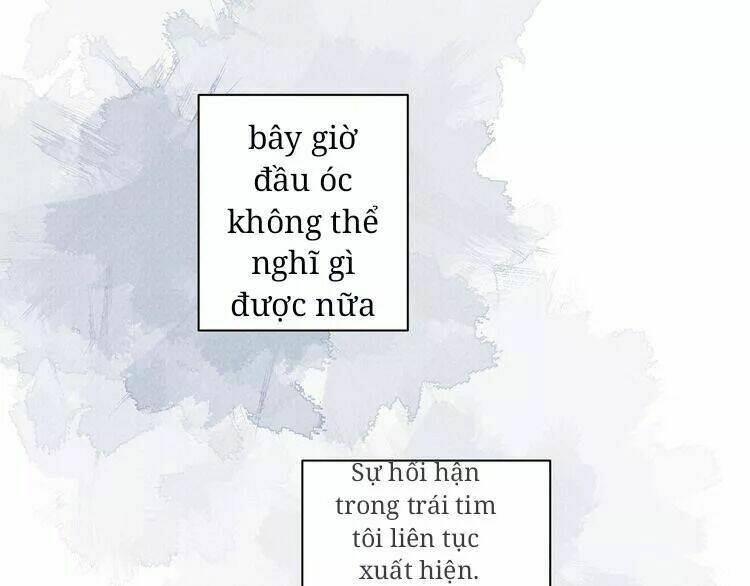 bây giờ
đầu óc
không thể
nghĩ gì
được nữa
Sự hối hận
trong trái tim
tôi liên tục
xuất hiện.